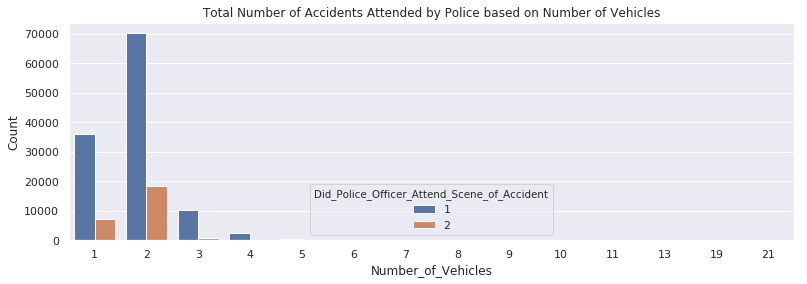 Total Number of Accidents Attended by Police based on Number of Vehicles
70000
60000
50000
40000
30000
20000
10000
0
Count
Did_Police_Officer_Attend_Scene_of_Accident
1
2
1 2 3 4 5 6 7 8 9 10 11 13 19 21
Number_of_Vehicles